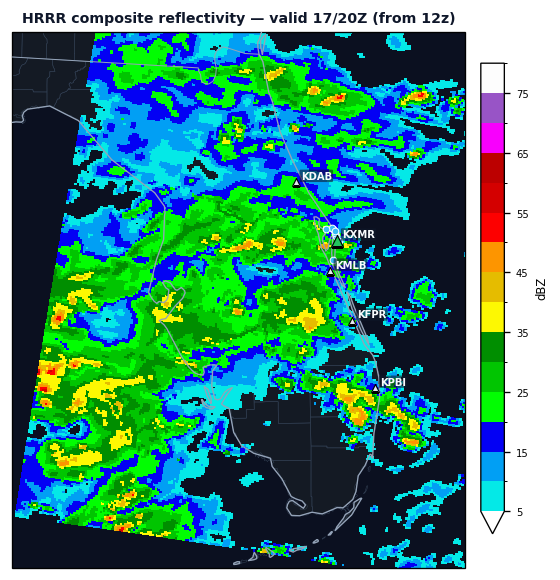 HRRR composite reflectivity — valid 17/20Z (from 12z)
KDAB
KXMR
KMLB
KFPR
KPBI
75
65
55
45
35
25
15
5
dBZ